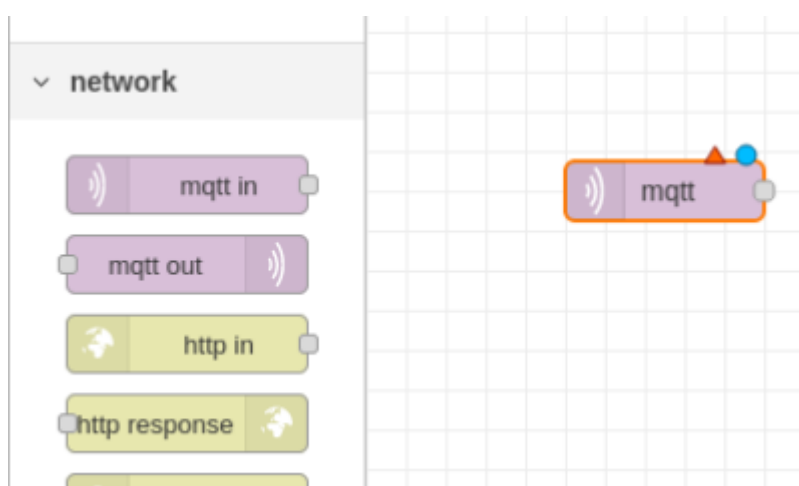 network
mqtt in
mqtt
mqtt out
http in
http response